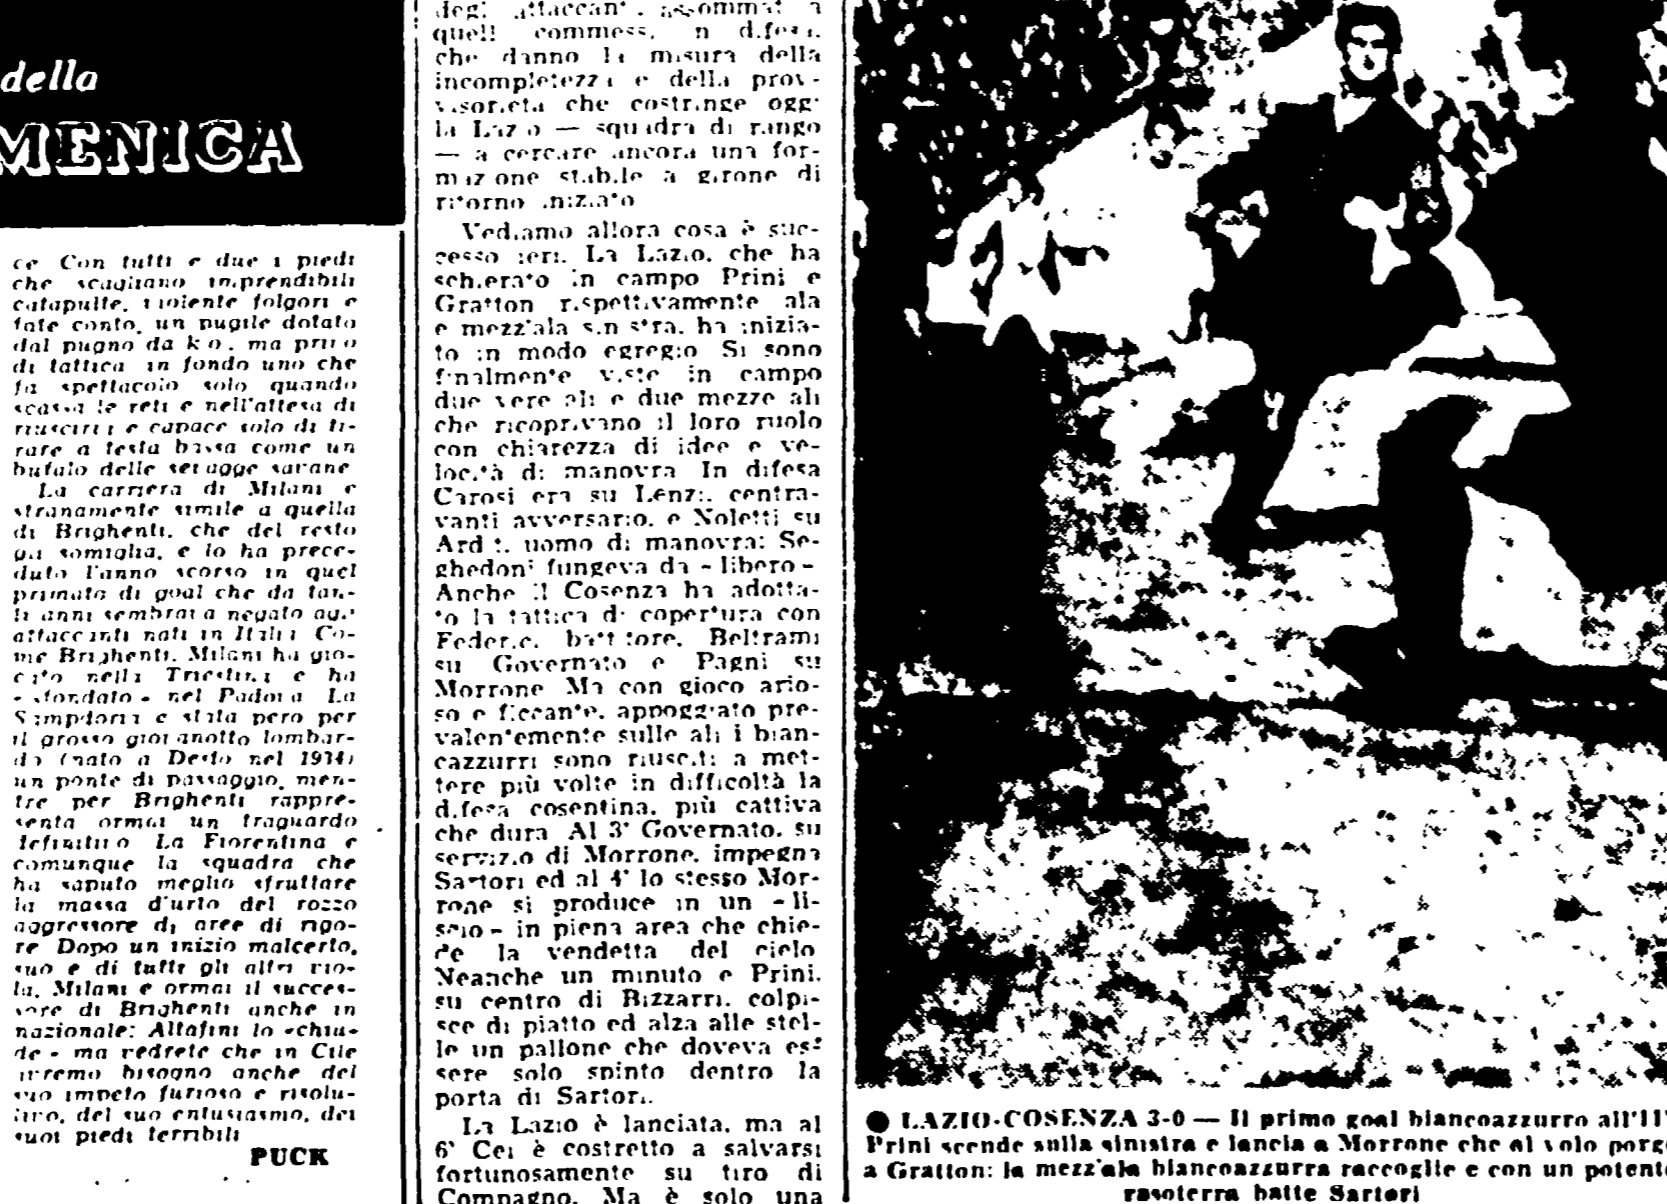 della
MENICA
ce Con tutti e due i piedi
che scagliano imprendibili
catapulte, violente folgori e
fate conto, un pugile dotato
dal pugno da k o, ma privo
di tattica in fondo uno che
fa spettacolo solo quando
scassa le reti e nell'attesa di
riuscirci e capace solo di ti-
rare a testa bassa come un
bufalo delle selvagge savane
La carriera di Milani e
stranamente simile a quella
di Brighenti, che del resto
gli somiglia, e lo ha prece-
duto l'anno scorso in quel
primato di goal che da tan-
ti anni sembrava negato agli
attaccanti nati in Italia Co-
me Brighenti, Milani ha gio-
cato nella Triestina e ha
- sfondato - nel Padova La
Sampdoria e stata pero per
il grosso giovanotto lombar-
do (nato a Desio nel 1934)
un ponte di passaggio, men-
tre per Brighenti rappre-
senta ormai un traguardo
definitivo La Fiorentina e
comunque la squadra che
ha saputo meglio sfruttare
la massa d'urto del rozzo
aggressore di aree di rigo-
re Dopo un inizio malcerto,
suo e di tutti gli altri vio-
la, Milani e ormai il succes-
sore di Brighenti anche in
nazionale: Altafini lo «chiu-
de - ma vedrete che in Cile
avremo bisogno anche del
suo impeto furioso e risolu-
tivo, del suo entusiasmo, dei
suoi piedi terribili
PUCK
degli attaccanti, assommati a
quelli commessi in difesa,
che danno la misura della
incompletezza e della prov-
visorietà che costringe oggi
la Lazio — squadra di rango
— a cercare ancora una for-
mazione stabile a girone di
ritorno iniziato
Vediamo allora cosa è suc-
cesso ieri. La Lazio, che ha
schierato in campo Prini e
Gratton rispettivamente ala
e mezz'ala sinistra, ha inizia-
to in modo egregio Si sono
finalmente viste in campo
due vere ali e due mezze ali
che ricoprivano il loro ruolo
con chiarezza di idee e ve-
locità di manovra In difesa
Carosi era su Lenzi, centra-
vanti avversario, e Noletti su
Ardit, uomo di manovra: Se-
ghedoni fungeva da - libero -
Anche il Cosenza ha adotta-
to la tattica di copertura con
Federici battitore, Beltrami
su Governato e Pagni su
Morrone Ma con gioco ario-
so e ficcante, appoggiato pre-
valentemente sulle ali i bian-
cazzurri sono riusciti a met-
tere più volte in difficoltà la
difesa cosentina, più cattiva
che dura Al 3' Governato, su
servizio di Morrone, impegna
Sartori ed al 4' lo stesso Mor-
rone si produce in un - li-
scio - in piena area che chie-
de la vendetta del cielo
Neanche un minuto e Prini,
su centro di Bizzarri, colpi-
sce di piatto ed alza alle stel-
le un pallone che doveva es-
sere solo spinto dentro la
porta di Sartori.
La Lazio è lanciata, ma al
6' Cei è costretto a salvarsi
fortunosamente su tiro di
Compagno. Ma è solo una
● LAZIO-COSENZA 3-0 — Il primo goal biancoazzurro all'11'
Prini scende sulla sinistra e lancia a Morrone che al volo porge
a Gratton: la mezz'ala biancoazzurra raccoglie e con un potente
rasoterra batte Sartori